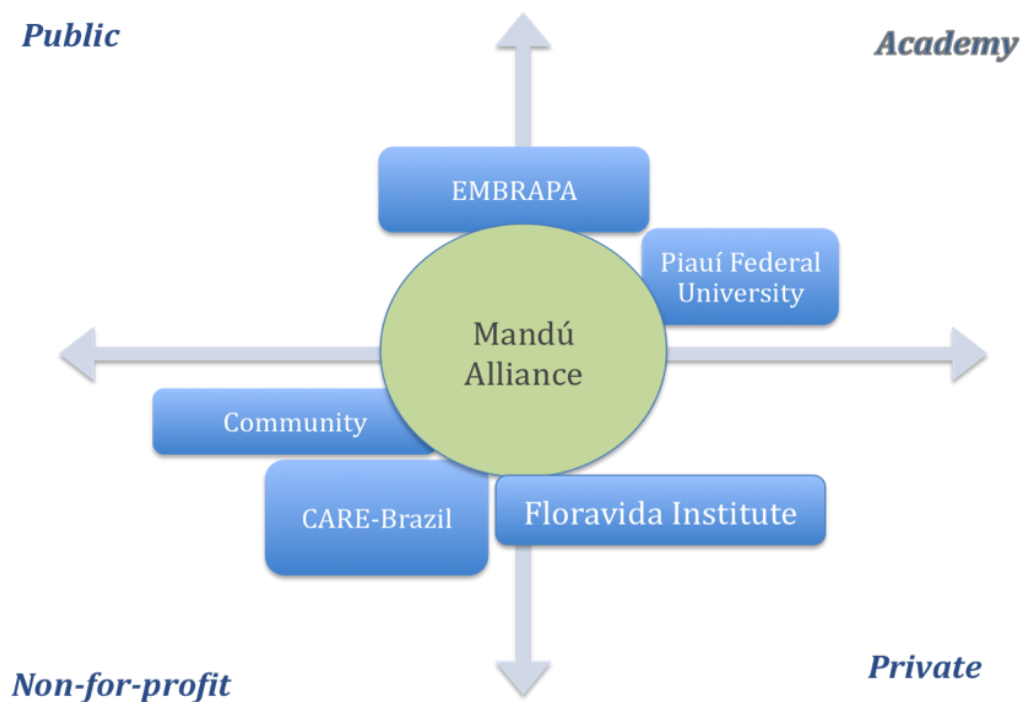 Public
Academy
EMBRAPA
Piauí Federal
University
Mandú
Alliance
Community
CARE-Brazil
Floravida Institute
Non-for-profit
Private